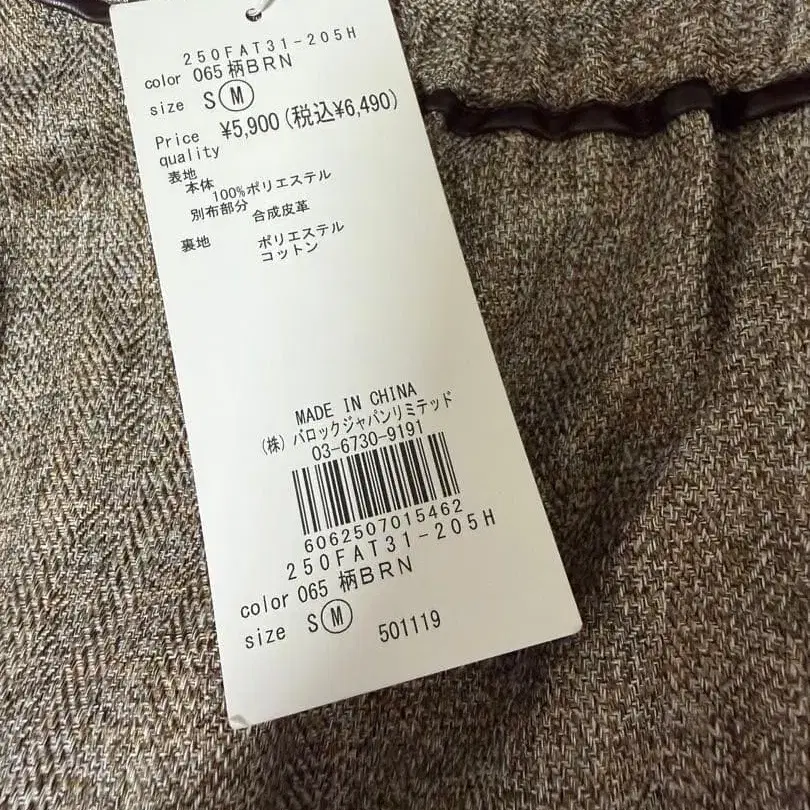 250FAT31-205H
color 065 柄BRN
size S M
Price ¥5,900(税込¥6,490)
quality
表地
本体 100%ポリエステル
別布部分 合成皮革
裏地 ポリエステル
コットン
MADE IN CHINA
(株) バロックジャパンリミテッド
03-6730-9191
6062507015462
250FAT31-205H
color 065 柄BRN
size S M
501119